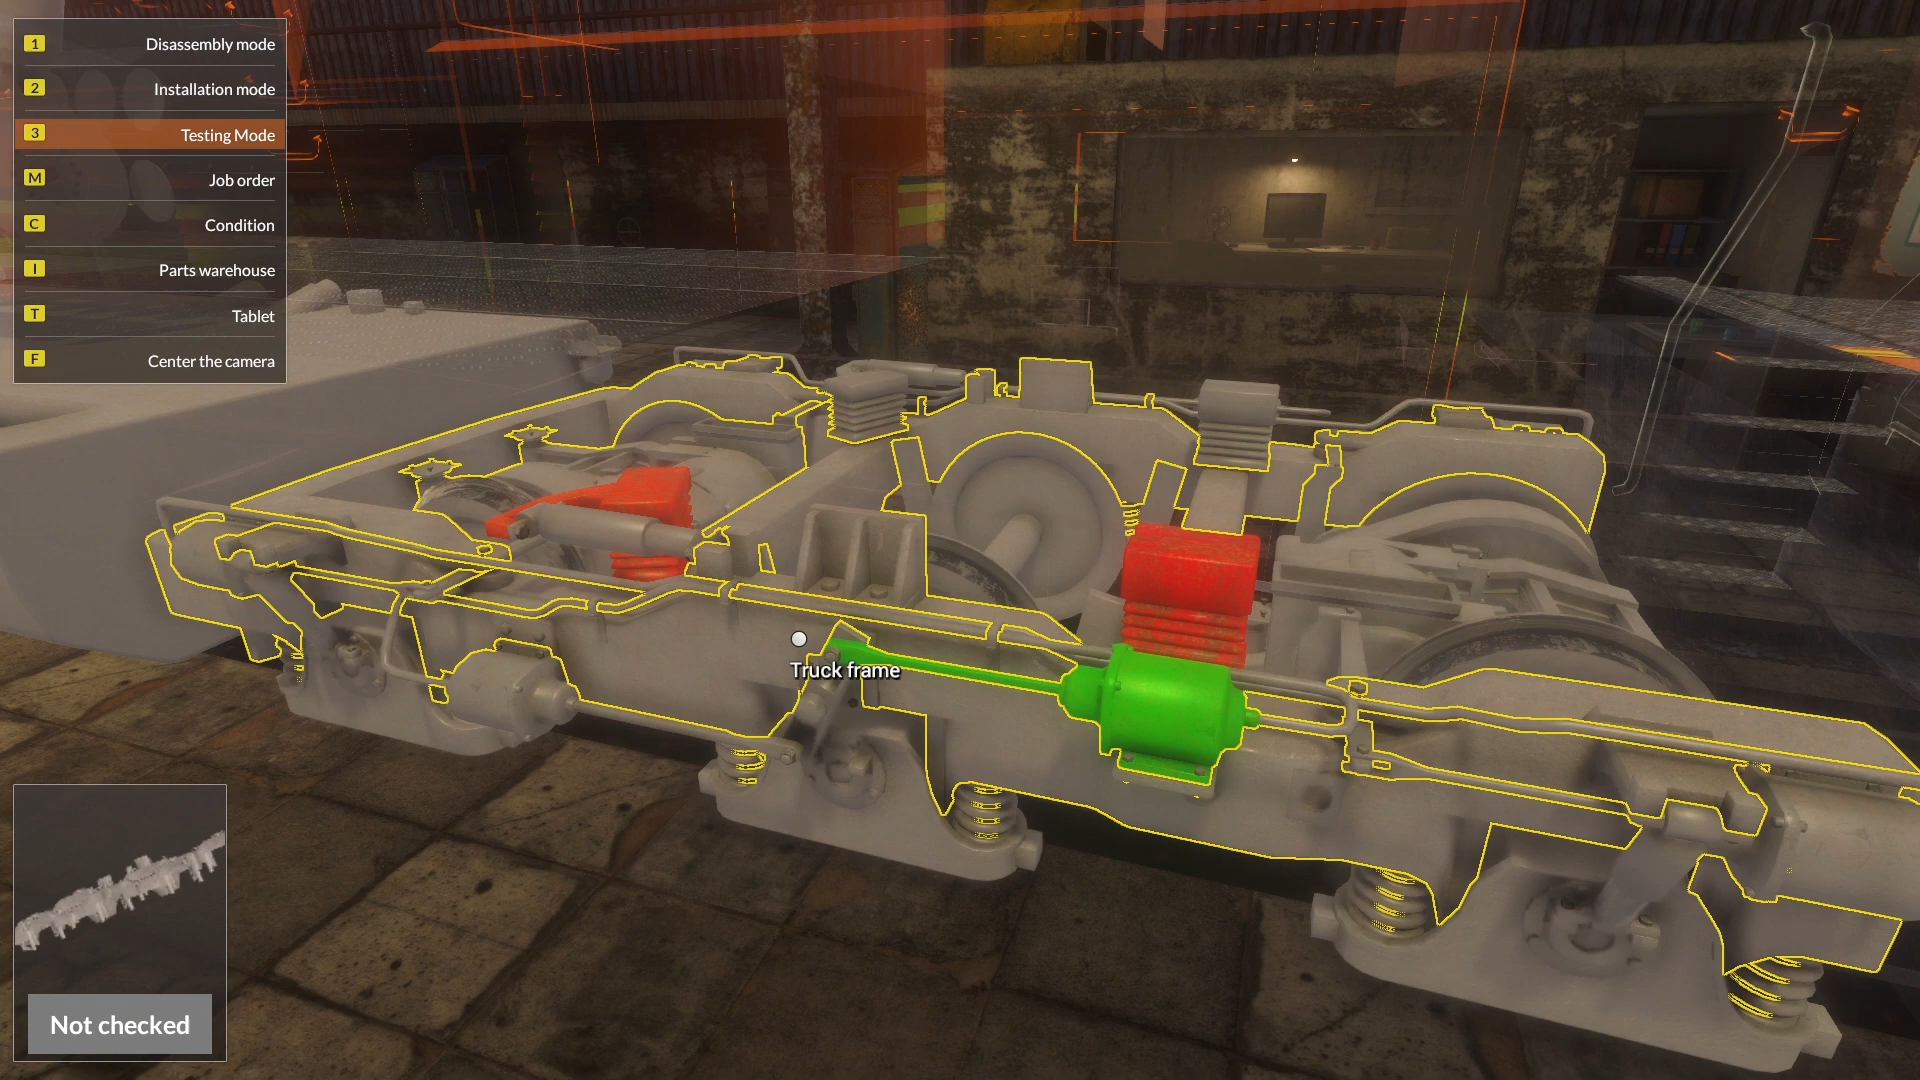 1 Disassembly mode
2 Installation mode
3 Testing Mode
M Job order
C Condition
I Parts warehouse
T Tablet
F Center the camera
Truck frame
Not checked